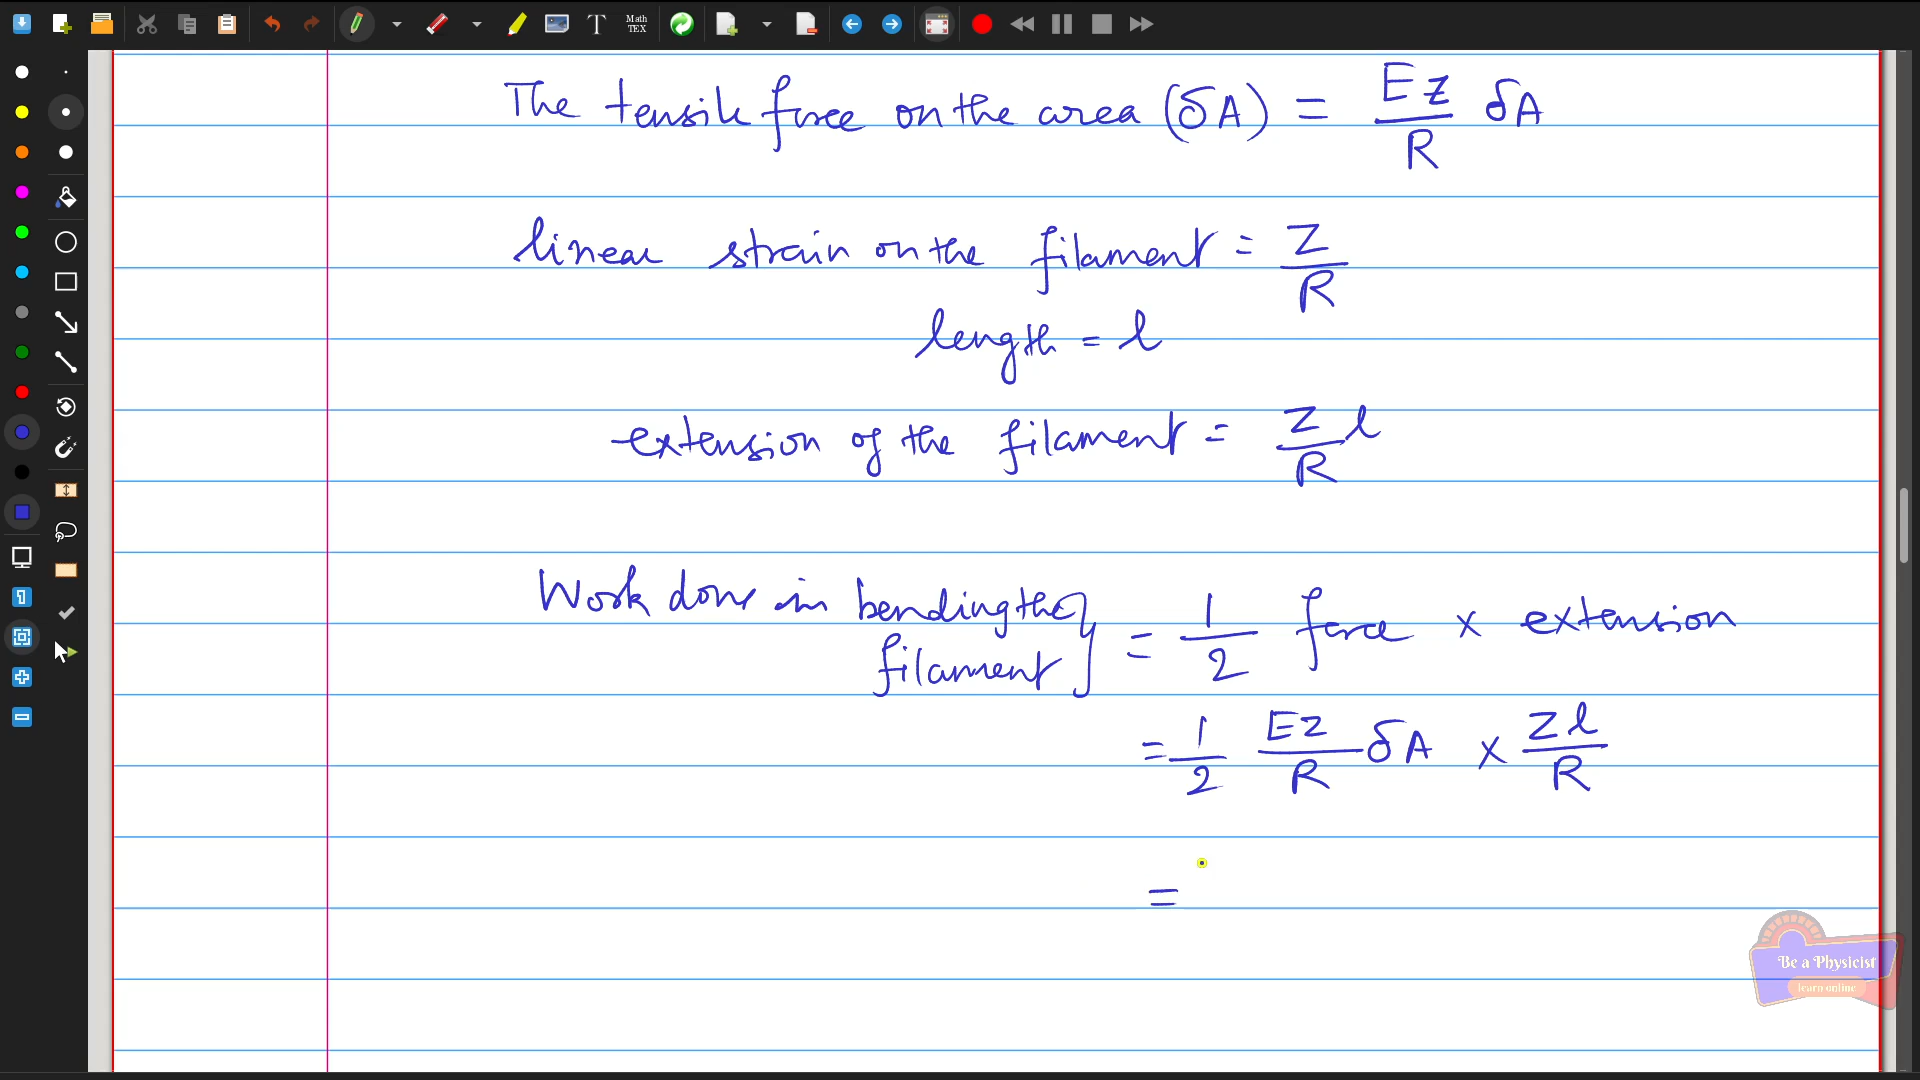 T
Math
TEX
The tensile force on the area (δA) = Ez/R δA
linear strain on the filament = Z/R
length = l
extension of the filament = Z/R l
Work done in bending the filament } = 1/2 force x extension
= 1/2 Ez/R δA x Zl/R
=
Be a Physicist
learn online